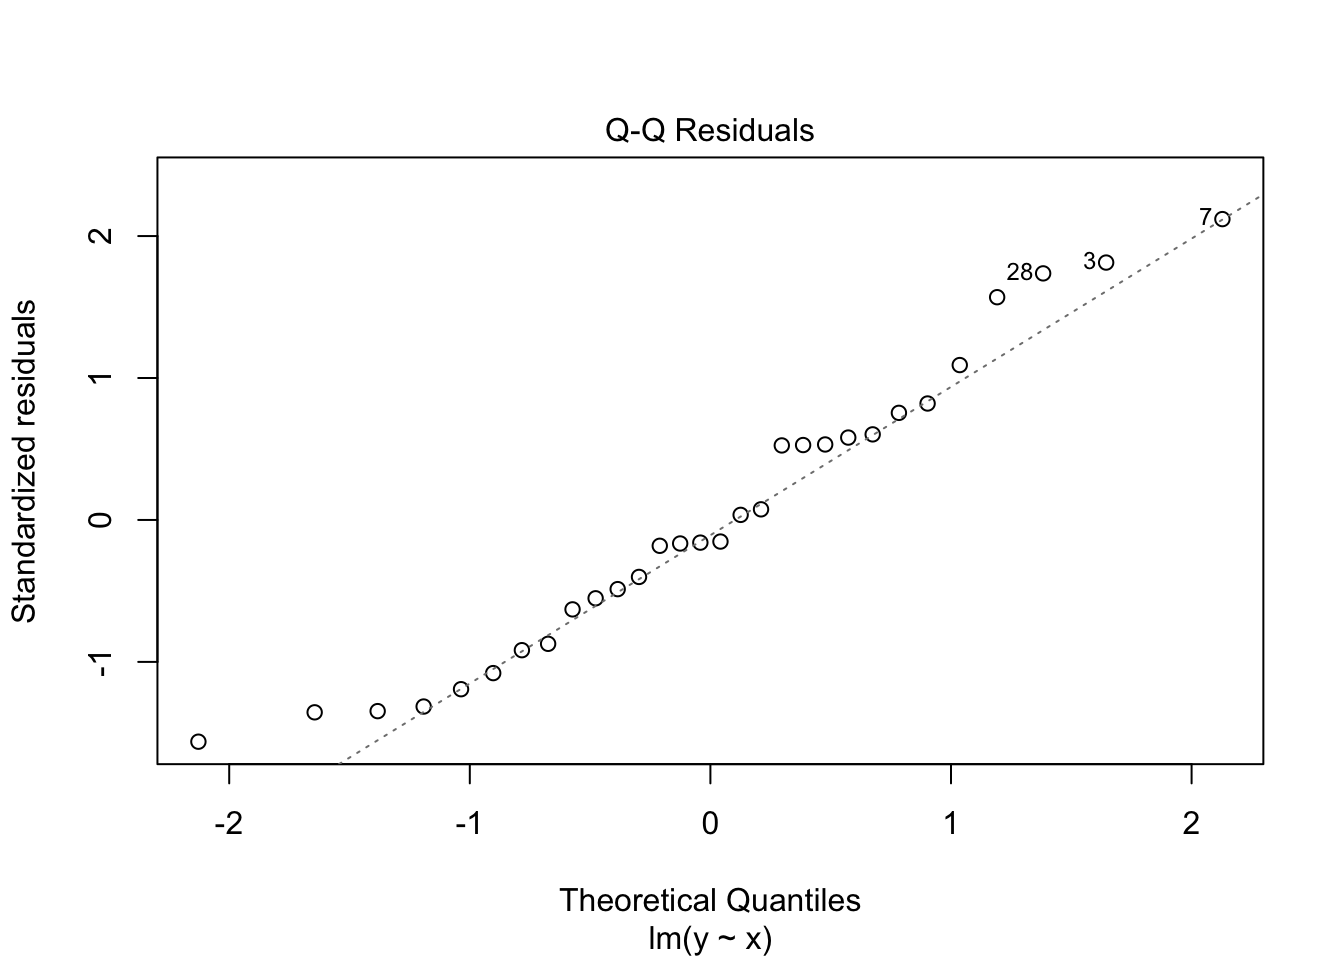 Q-Q Residuals
Standardized residuals
2
1
0
-1
7
3
28
-2 -1 0 1 2
Theoretical Quantiles
lm(y ~ x)